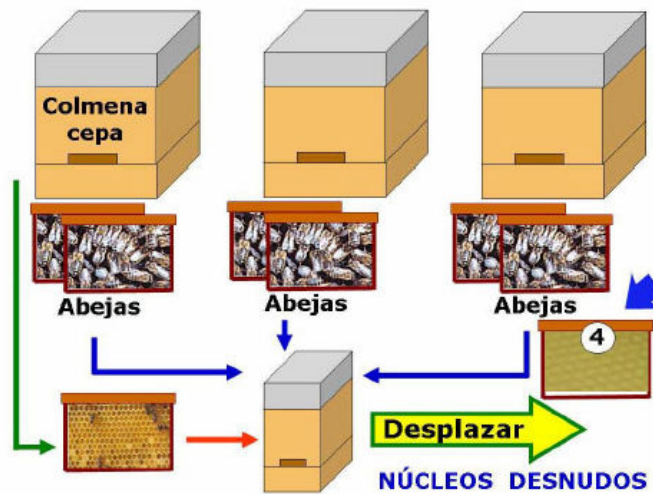 Colmena
cepa
Abejas
Abejas
Abejas
4
Desplazar
NÚCLEOS DESNUDOS